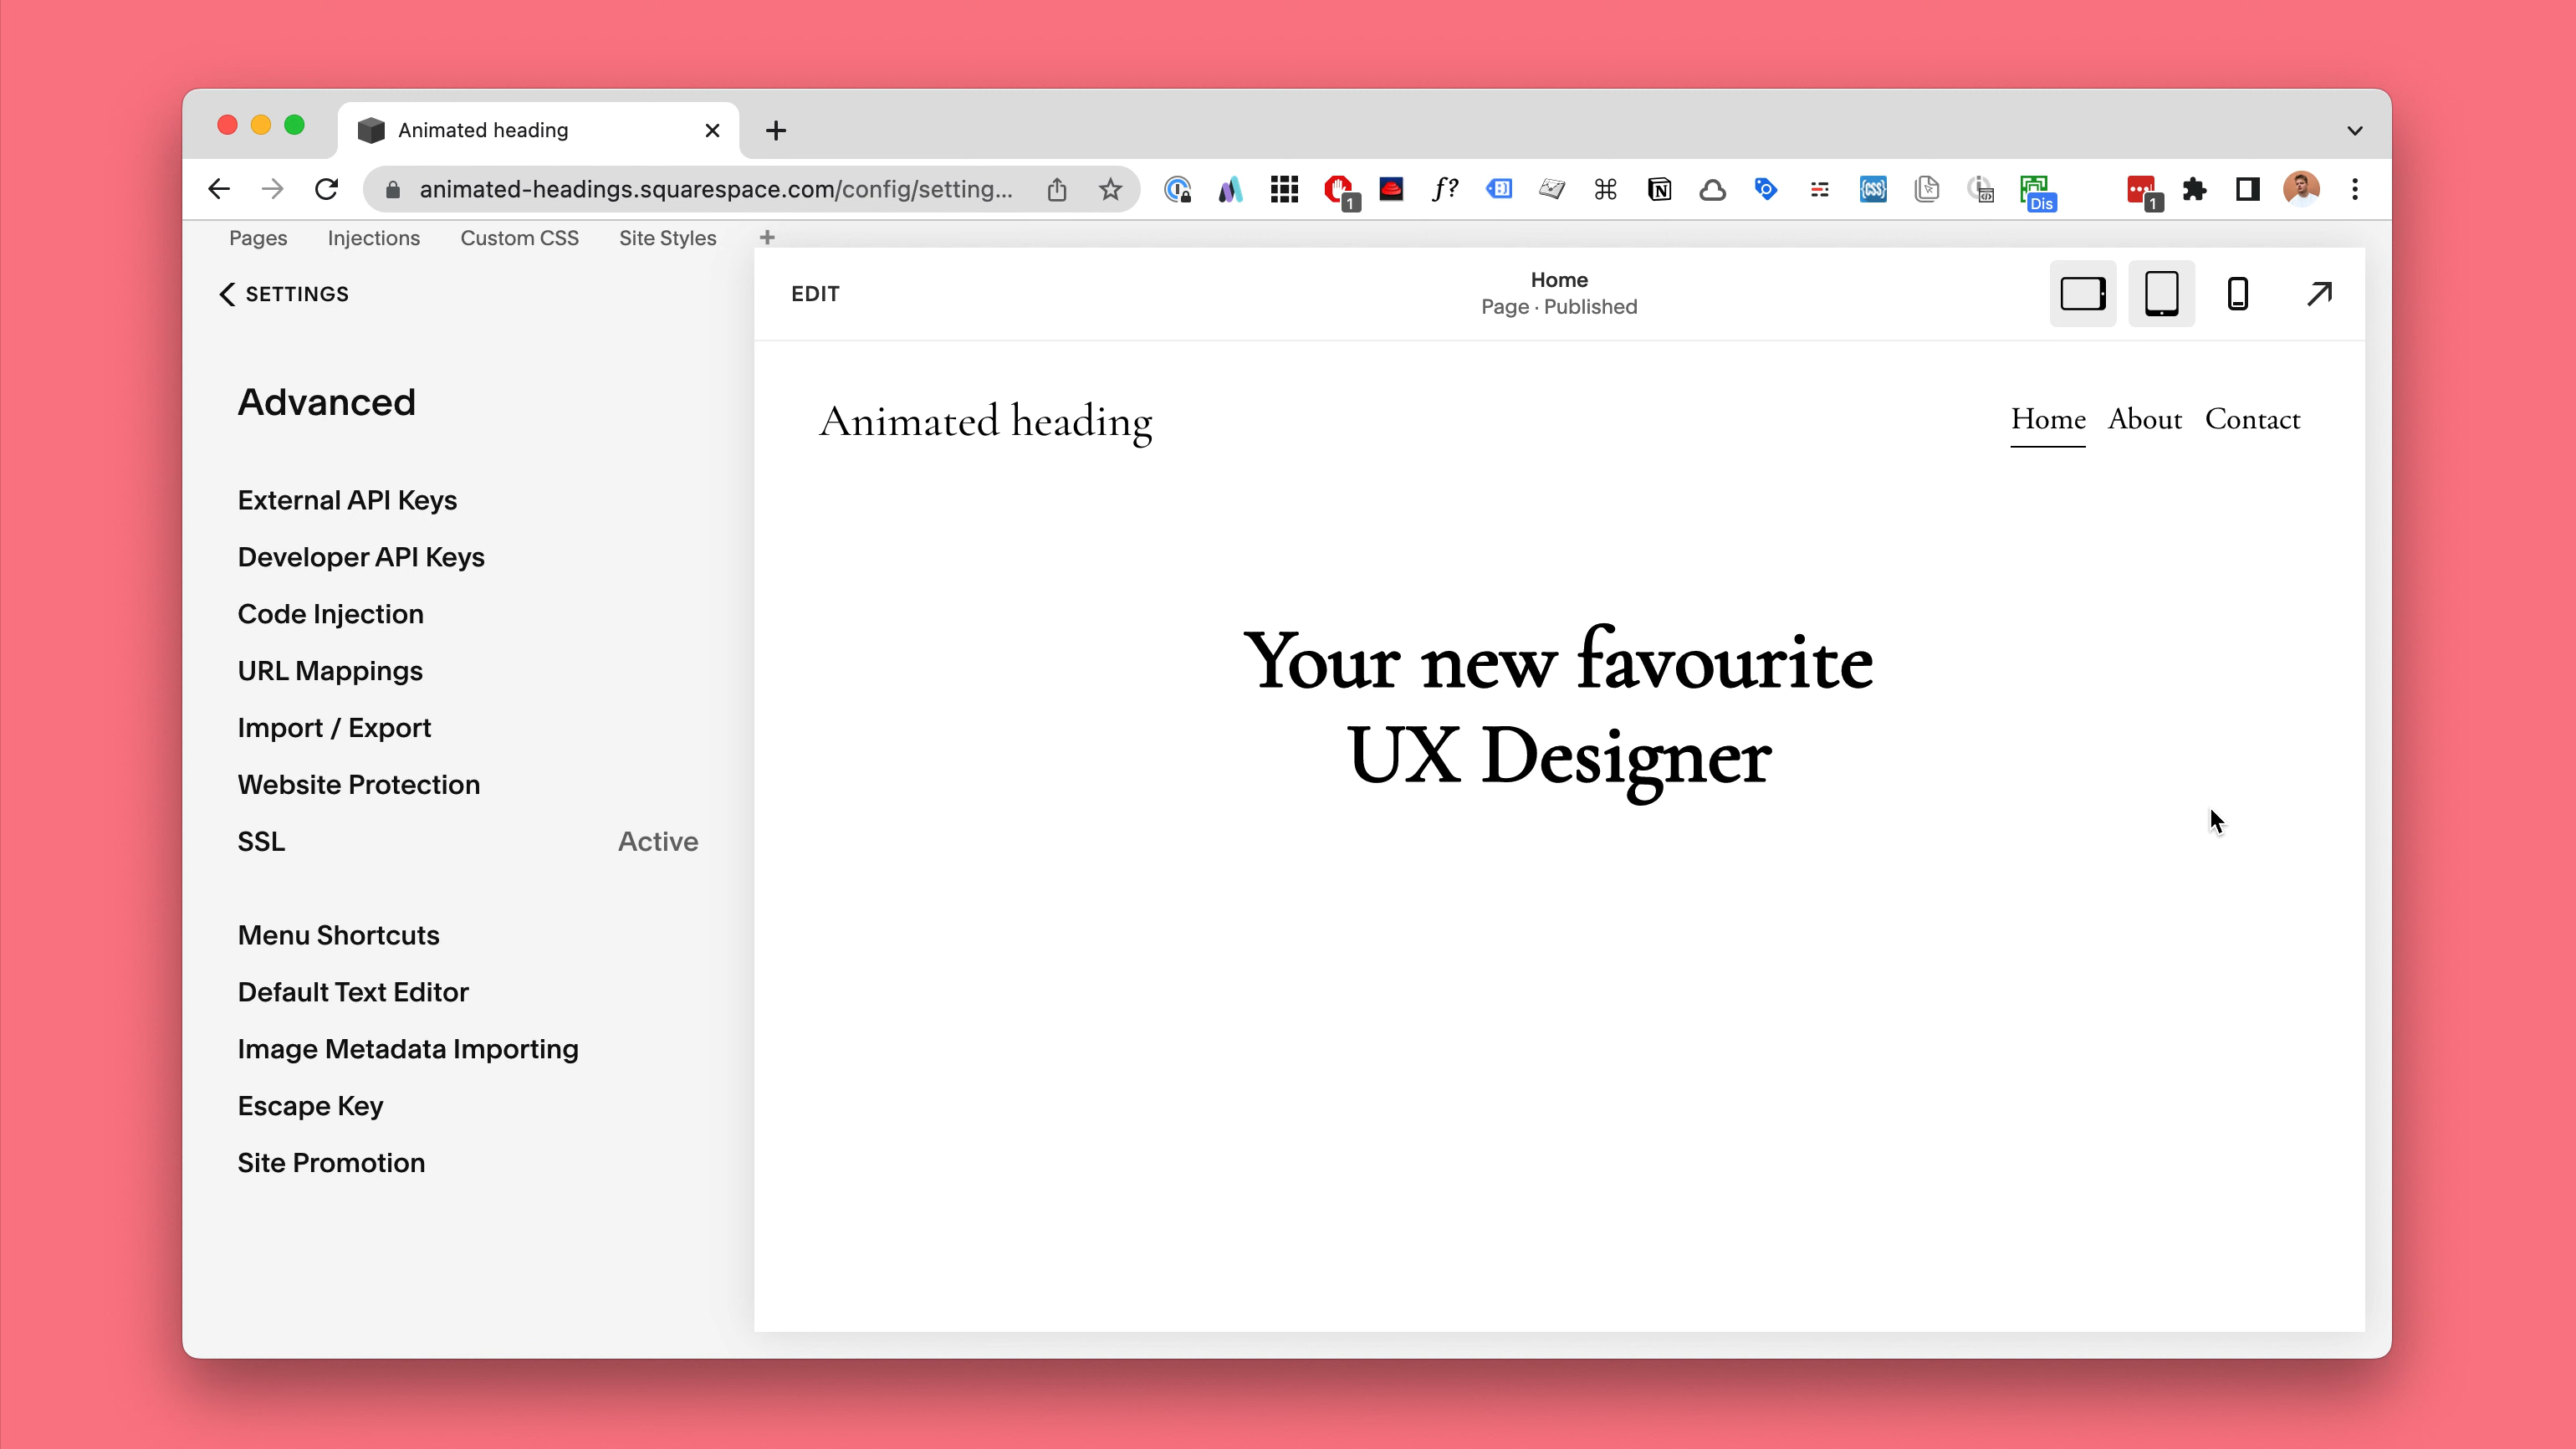 Animated heading
animated-headings.squarespace.com/config/setting...
1
f?
Dis
1
Pages Injections Custom CSS Site Styles +
SETTINGS
EDIT
Home
Page · Published
Advanced
External API Keys
Developer API Keys
Code Injection
URL Mappings
Import / Export
Website Protection
SSL Active
Menu Shortcuts
Default Text Editor
Image Metadata Importing
Escape Key
Site Promotion
Animated heading
Home About Contact
Your new favourite
UX Designer